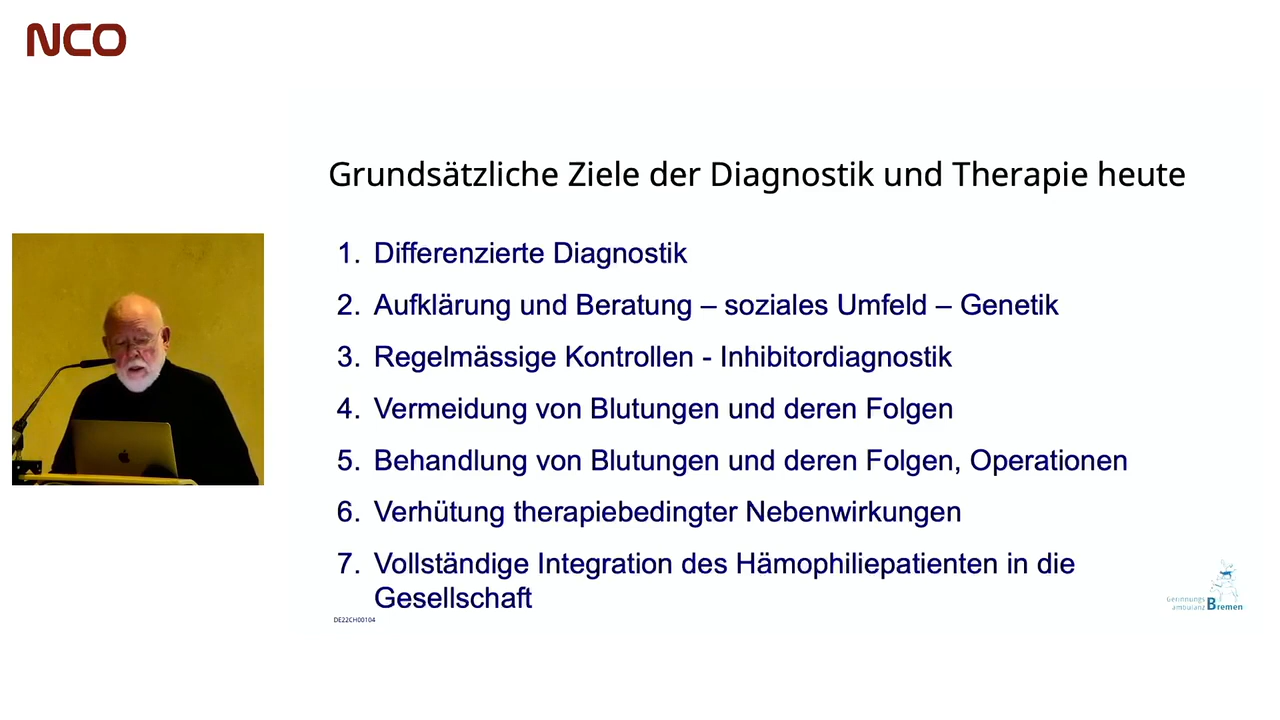 NCO
Grundsätzliche Ziele der Diagnostik und Therapie heute
1. Differenzierte Diagnostik
2. Aufklärung und Beratung – soziales Umfeld – Genetik
3. Regelmässige Kontrollen - Inhibitordiagnostik
4. Vermeidung von Blutungen und deren Folgen
5. Behandlung von Blutungen und deren Folgen, Operationen
6. Verhütung therapiebedingter Nebenwirkungen
7. Vollständige Integration des Hämophiliepatienten in die
Gesellschaft
DE22CH00104
Gerinnungs
ambulanz Bremen